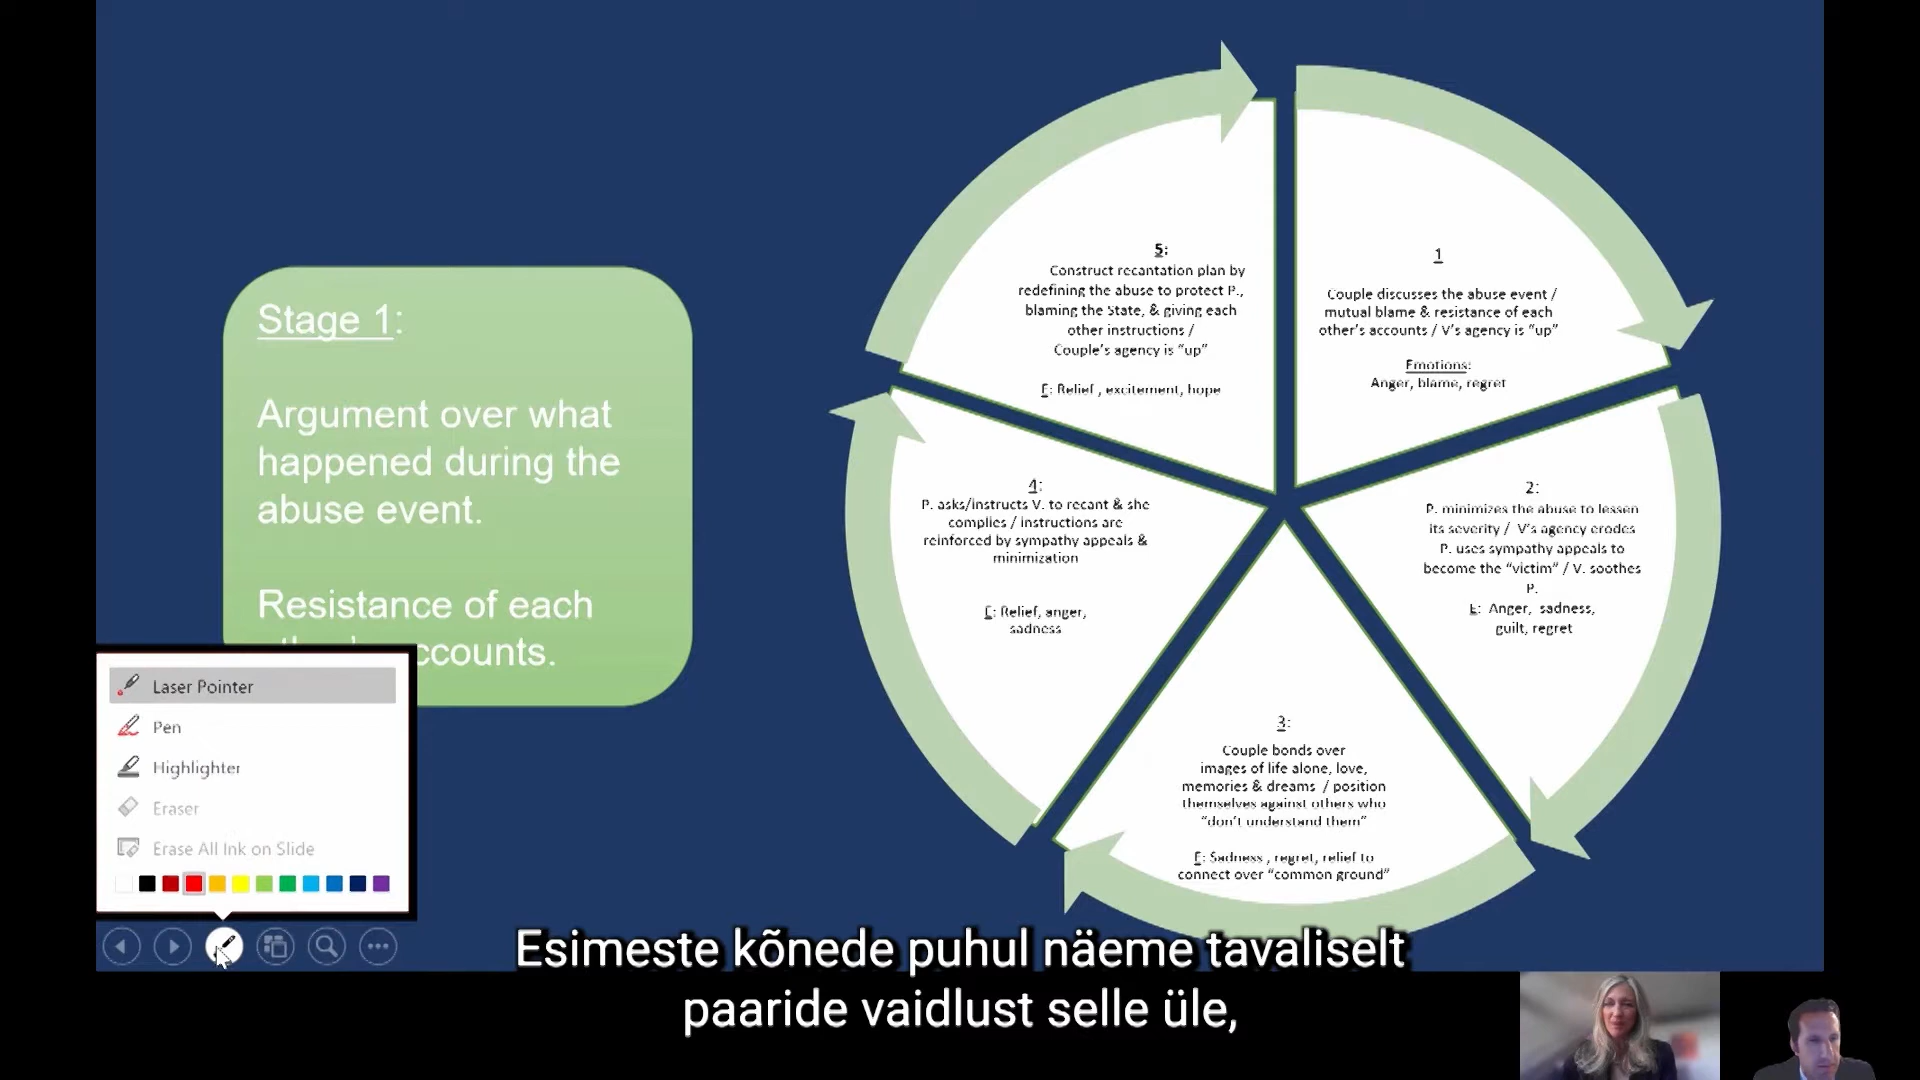 Stage 1:
Argument over what
happened during the
abuse event.
Resistance of each
accounts.
5:
Construct recantation plan by
redefining the abuse to protect P.,
blaming the State, & giving each
other instructions /
Couple's agency is "up"
E: Relief , excitement, hope
1
Couple discusses the abuse event /
mutual blame & resistance of each
other's accounts / V's agency is "up"
Emotions:
Anger, blame, regret
4:
P. asks/instructs V. to recant & she
complies / instructions are
reinforced by sympathy appeals &
minimization
E: Relief, anger,
sadness
2:
P. minimizes the abuse to lessen
its severity / V's agency erodes
P. uses sympathy appeals to
become the "victim" / V. soothes
P.
E: Anger, sadness,
guilt, regret
3:
Couple bonds over
images of life alone, love,
memories & dreams / position
themselves against others who
"don't understand them"
E: Sadness , regret, relief to
connect over "common ground"
Laser Pointer
Pen
Highlighter
Eraser
Erase All Ink on Slide
Esimeste kõnede puhul näeme tavaliselt
paaride vaidlust selle üle,